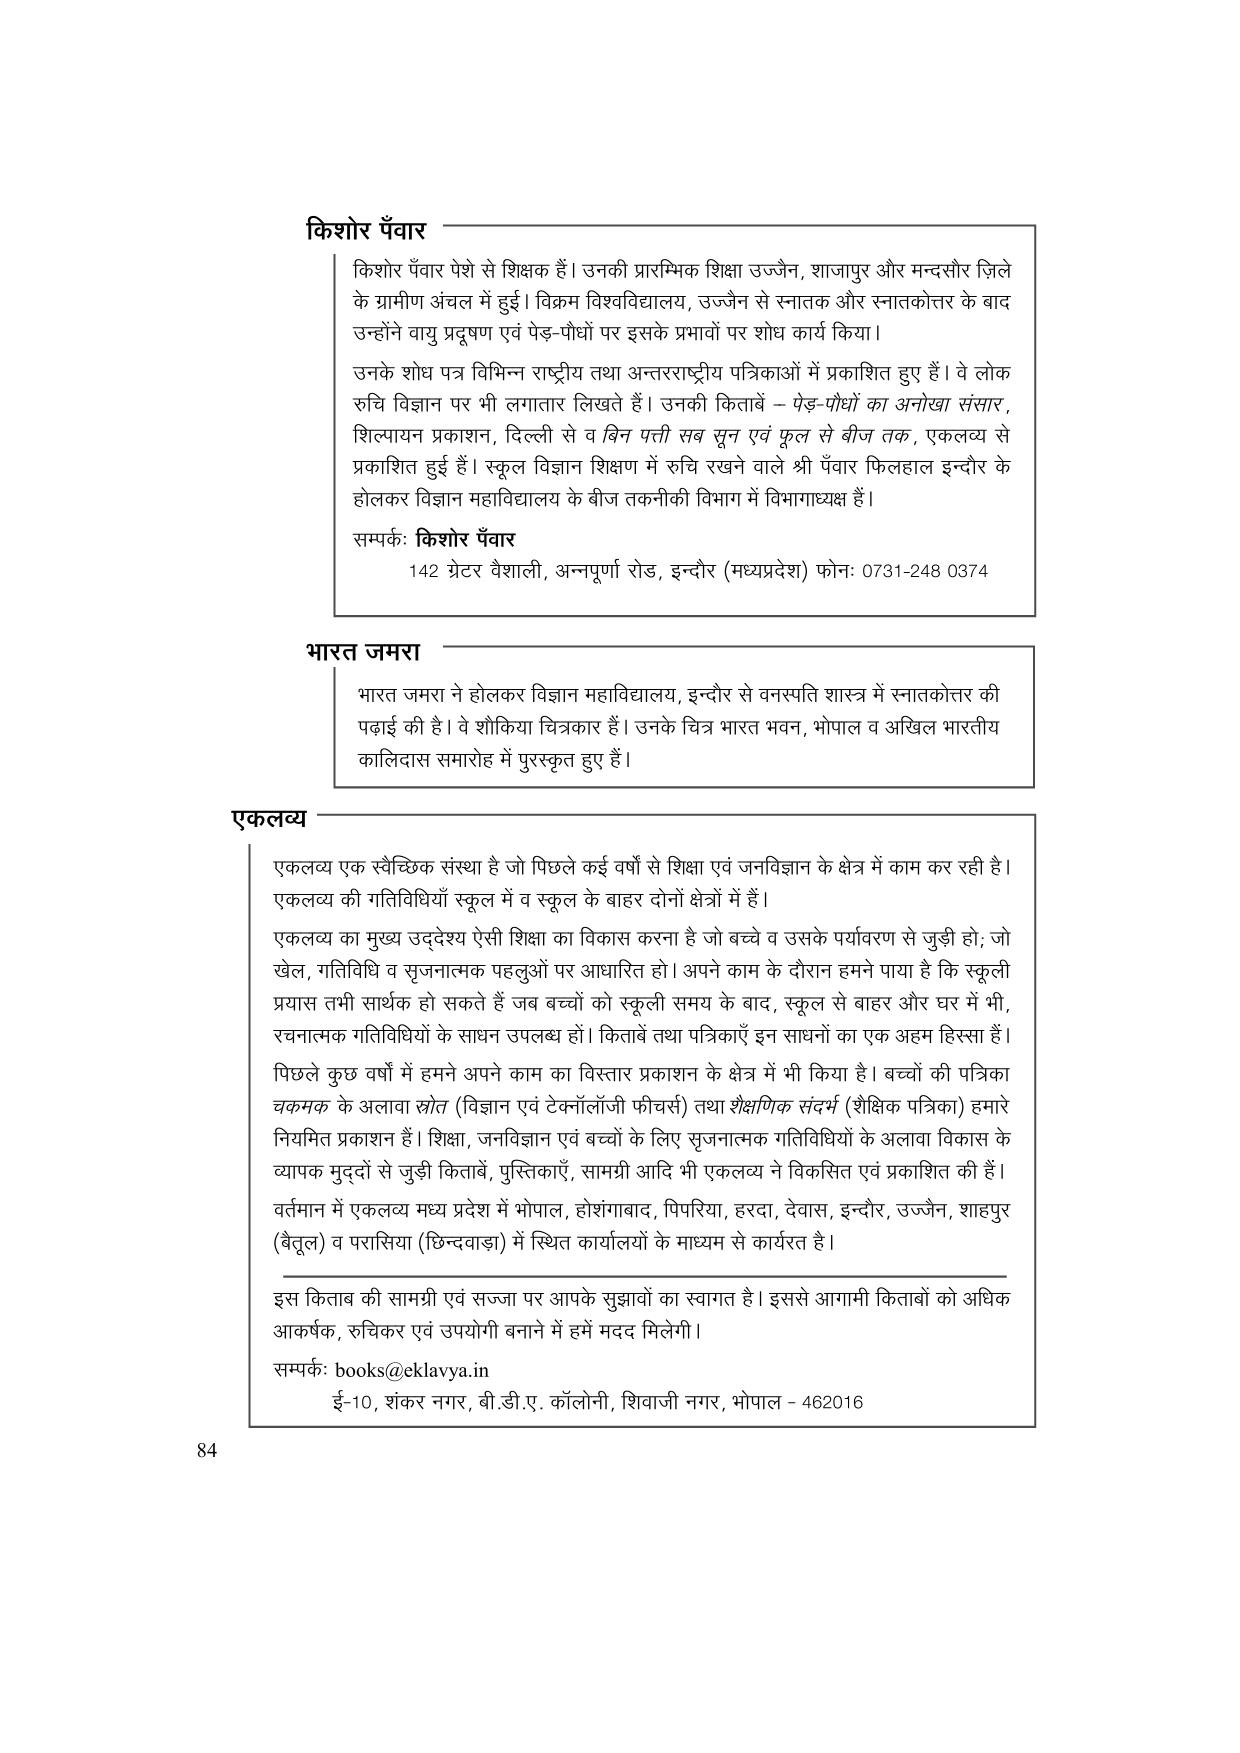 किशोर पँवार
किशोर पँवार पेशे से शिक्षक हैं। उनकी प्रारम्भिक शिक्षा उज्जैन, शाजापुर और मन्दसौर ज़िले
के ग्रामीण अंचल में हुई। विक्रम विश्वविद्यालय, उज्जैन से स्नातक और स्नातकोत्तर के बाद
उन्होंने वायु प्रदूषण एवं पेड़-पौधों पर इसके प्रभावों पर शोध कार्य किया।
उनके शोध पत्र विभिन्न राष्ट्रीय तथा अन्तरराष्ट्रीय पत्रिकाओं में प्रकाशित हुए हैं। वे लोक
रुचि विज्ञान पर भी लगातार लिखते हैं। उनकी किताबें – पेड़-पौधों का अनोखा संसार,
शिल्पायन प्रकाशन, दिल्ली से व बिन पत्ती सब सून एवं फूल से बीज तक, एकलव्य से
प्रकाशित हुई हैं। स्कूल विज्ञान शिक्षण में रुचि रखने वाले श्री पँवार फिलहाल इन्दौर के
होलकर विज्ञान महाविद्यालय के बीज तकनीकी विभाग में विभागाध्यक्ष हैं।
सम्पर्क: किशोर पँवार
142 ग्रेटर वैशाली, अन्नपूर्णा रोड, इन्दौर (मध्यप्रदेश) फोन: 0731-248 0374
भारत जमरा
भारत जमरा ने होलकर विज्ञान महाविद्यालय, इन्दौर से वनस्पति शास्त्र में स्नातकोत्तर की
पढ़ाई की है। वे शौकिया चित्रकार हैं। उनके चित्र भारत भवन, भोपाल व अखिल भारतीय
कालिदास समारोह में पुरस्कृत हुए हैं।
एकलव्य
एकलव्य एक स्वैच्छिक संस्था है जो पिछले कई वर्षों से शिक्षा एवं जनविज्ञान के क्षेत्र में काम कर रही है।
एकलव्य की गतिविधियाँ स्कूल में व स्कूल के बाहर दोनों क्षेत्रों में हैं।
एकलव्य का मुख्य उद्देश्य ऐसी शिक्षा का विकास करना है जो बच्चे व उसके पर्यावरण से जुड़ी हो; जो
खेल, गतिविधि व सृजनात्मक पहलुओं पर आधारित हो। अपने काम के दौरान हमने पाया है कि स्कूली
प्रयास तभी सार्थक हो सकते हैं जब बच्चों को स्कूली समय के बाद, स्कूल से बाहर और घर में भी,
रचनात्मक गतिविधियों के साधन उपलब्ध हों। किताबें तथा पत्रिकाएँ इन साधनों का एक अहम हिस्सा हैं।
पिछले कुछ वर्षों में हमने अपने काम का विस्तार प्रकाशन के क्षेत्र में भी किया है। बच्चों की पत्रिका
चकमक के अलावा स्रोत (विज्ञान एवं टेक्नॉलॉजी फीचर्स) तथा शैक्षणिक संदर्भ (शैक्षिक पत्रिका) हमारे
नियमित प्रकाशन हैं। शिक्षा, जनविज्ञान एवं बच्चों के लिए सृजनात्मक गतिविधियों के अलावा विकास के
व्यापक मुद्दों से जुड़ी किताबें, पुस्तिकाएँ, सामग्री आदि भी एकलव्य ने विकसित एवं प्रकाशित की हैं।
वर्तमान में एकलव्य मध्य प्रदेश में भोपाल, होशंगाबाद, पिपरिया, हरदा, देवास, इन्दौर, उज्जैन, शाहपुर
(बैतूल) व परासिया (छिन्दवाड़ा) में स्थित कार्यालयों के माध्यम से कार्यरत है।
इस किताब की सामग्री एवं सज्जा पर आपके सुझावों का स्वागत है। इससे आगामी किताबों को अधिक
आकर्षक, रुचिकर एवं उपयोगी बनाने में हमें मदद मिलेगी।
सम्पर्क: books@eklavya.in
ई-10, शंकर नगर, बी.डी.ए. कॉलोनी, शिवाजी नगर, भोपाल - 462016
84